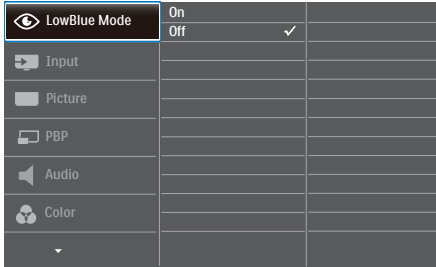 LowBlue Mode
On
Off
Input
Picture
PBP
Audio
Color